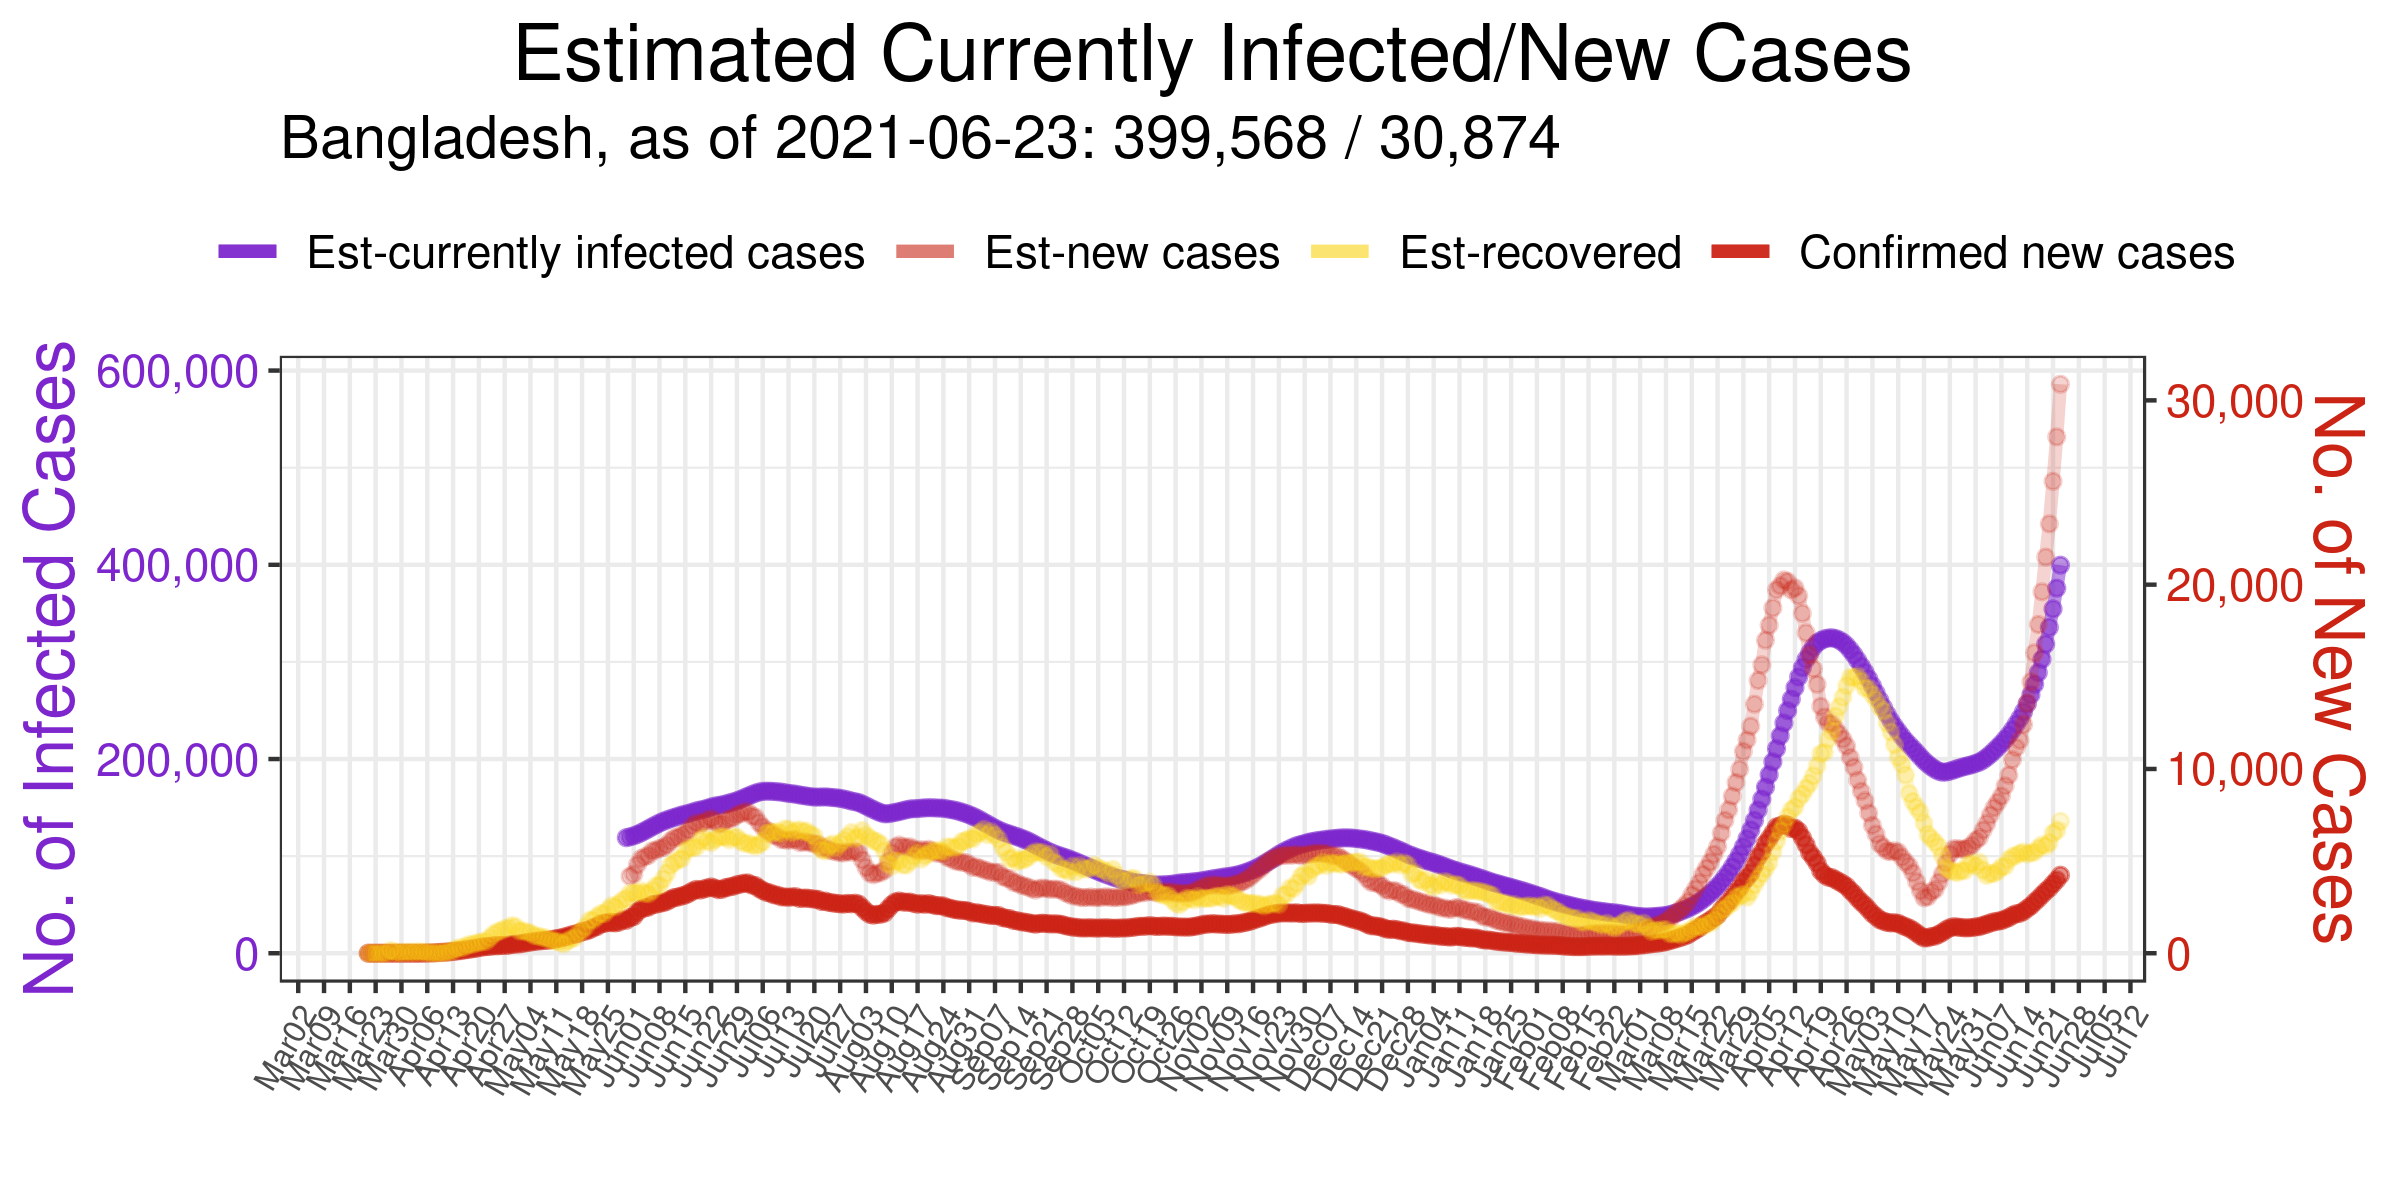 Estimated Currently Infected/New Cases
Bangladesh, as of 2021-06-23: 399,568 / 30,874
Est-currently infected cases Est-new cases Est-recovered Confirmed new cases
No. of Infected Cases
600,000
400,000
200,000
0
30,000
20,000
10,000
0
No. of New Cases
Mar02 Mar09 Mar16 Mar23 Mar30 Apr06 Apr13 Apr20 Apr27 May04 May11 May18 May25 Jun01 Jun08 Jun15 Jun22 Jun29 Jul06 Jul13 Jul20 Jul27 Aug03 Aug10 Aug17 Aug24 Aug31 Sep07 Sep14 Sep21 Sep28 Oct05 Oct12 Oct19 Oct26 Nov02 Nov09 Nov16 Nov23 Nov30 Dec07 Dec14 Dec21 Dec28 Jan04 Jan11 Jan18 Jan25 Feb01 Feb08 Feb15 Feb22 Mar01 Mar08 Mar15 Mar22 Mar29 Apr05 Apr12 Apr19 Apr26 May03 May10 May17 May24 May31 Jun07 Jun14 Jun21 Jun28 Jul05 Jul12